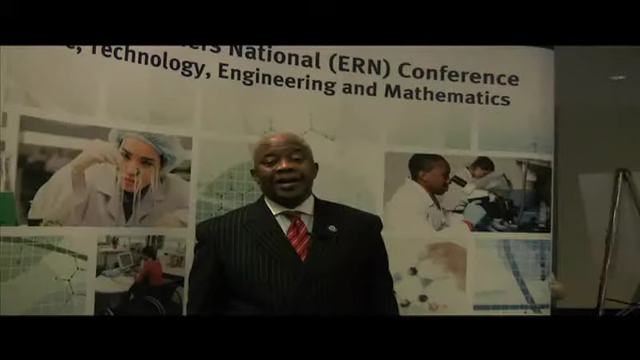 National (ERN) Conference
Technology, Engineering and Mathematics